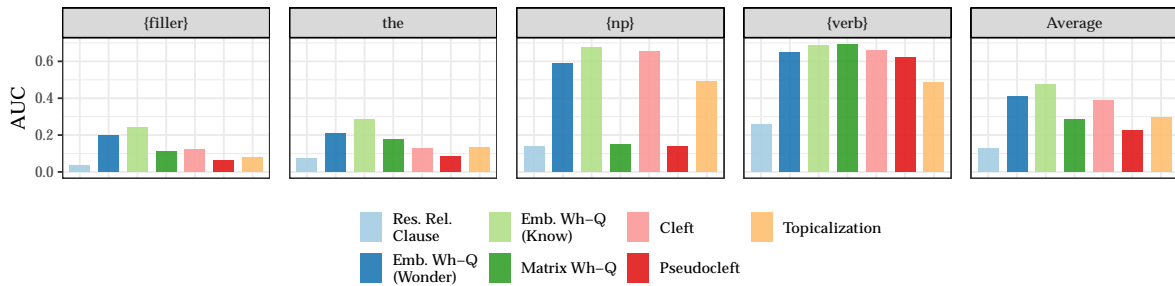 {filler} the {np} {verb} Average
AUC
0.6
0.4
0.2
0.0
Res. Rel. Clause
Emb. Wh−Q (Wonder)
Emb. Wh−Q (Know)
Matrix Wh−Q
Cleft
Pseudocleft
Topicalization